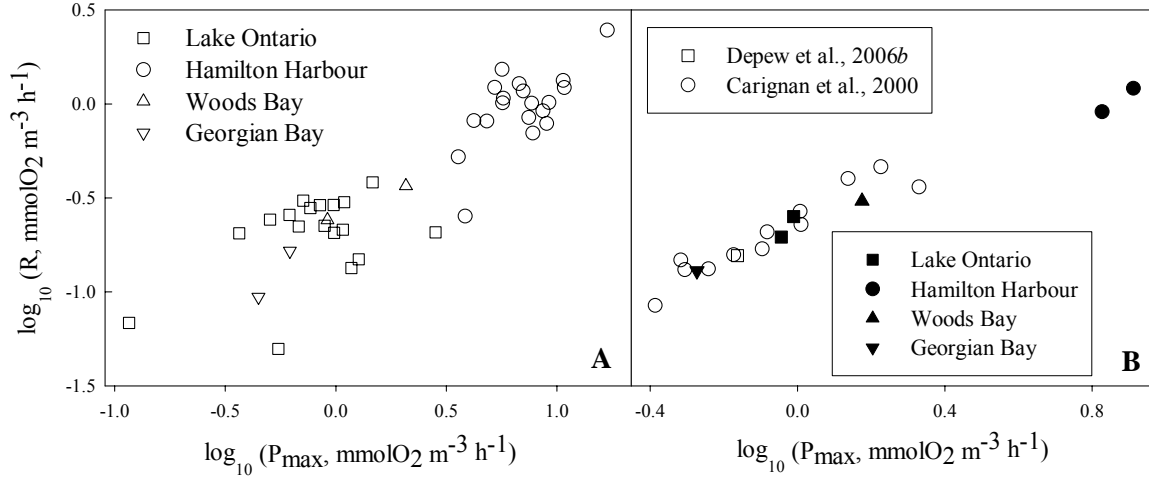 0.5
0.0
-0.5
-1.0
-1.5
log10 (R, mmolO2 m-3 h-1)
Lake Ontario
Hamilton Harbour
Woods Bay
Georgian Bay
A
-1.0 -0.5 0.0 0.5 1.0
log10 (Pmax, mmolO2 m-3 h-1)
Depew et al., 2006b
Carignan et al., 2000
Lake Ontario
Hamilton Harbour
Woods Bay
Georgian Bay
B
-0.4 0.0 0.4 0.8
log10 (Pmax, mmolO2 m-3 h-1)